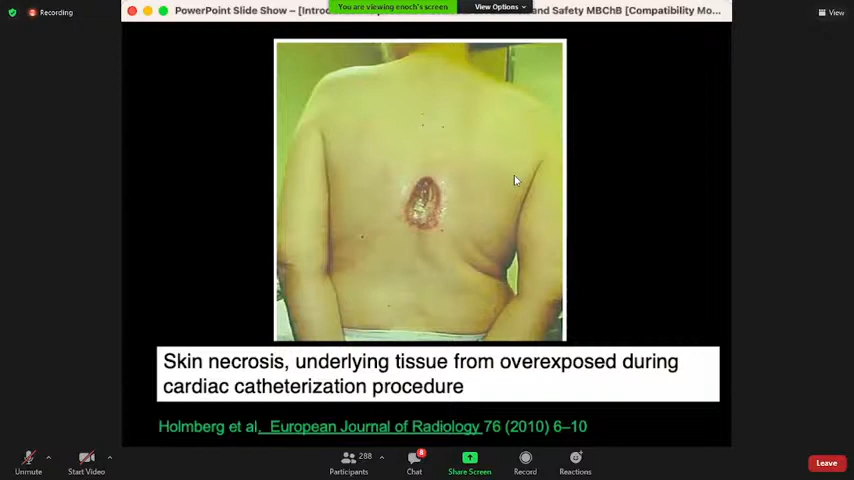 Recording
PowerPoint Slide Show – [Intro
You are viewing enoch's screen
View Options
and Safety MBChB [Compatibility Mo...
View
Skin necrosis, underlying tissue from overexposed during
cardiac catheterization procedure
Holmberg et al, European Journal of Radiology 76 (2010) 6–10
Unmute
Start Video
288
Participants
8
Chat
Share Screen
Record
Reactions
Leave